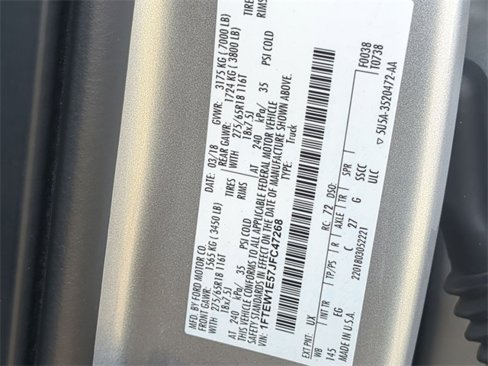 MFD. BY FORD MOTOR CO.
DATE: 03/18 GVWR: 3175 KG ( 7000 LB)
FRONT GAWR: 1565 KG ( 3450 LB) REAR GAWR: 1724 KG ( 3800 LB)
275/65R18 116T TIRES WITH 275/65R18 116T TIRES
18x7.5J RIMS WITH 18x7.5J RIMS
AT 240 kPa/ 35 PSI COLD AT 240 kPa/ 35 PSI COLD
THIS VEHICLE CONFORMS TO ALL APPLICABLE FEDERAL MOTOR VEHICLE
SAFETY STANDARDS IN EFFECT ON THE DATE OF MANUFACTURE SHOWN ABOVE.
VIN: 1FTEW1E57JFC47268 TYPE: Truck
F0038
T0738
EXT PNT: UX RC: 72 DSO:
WB INT TR TP/PS R AXLE TR SPR
145 EG C 27 G SSCC
MADE IN U.S.A. 2201803052221 ULC
5U5A-3520472-AA